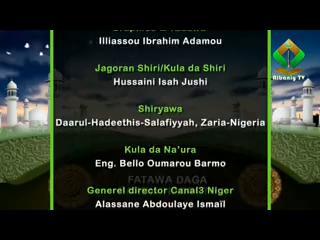 Illiassou Ibrahim Adamou
Jagoran Shiri/Kula da Shiri
Hussaini Isah Jushi
Shiryawa
Daarul-Hadeethis-Salafiyyah, Zaria-Nigeria
Kula da Na'ura
Eng. Bello Oumarou Barmo
FATAWA DAGA
Generel director Canal3 Niger
Alassane Abdoulaye Ismaïl
Albaniy TV